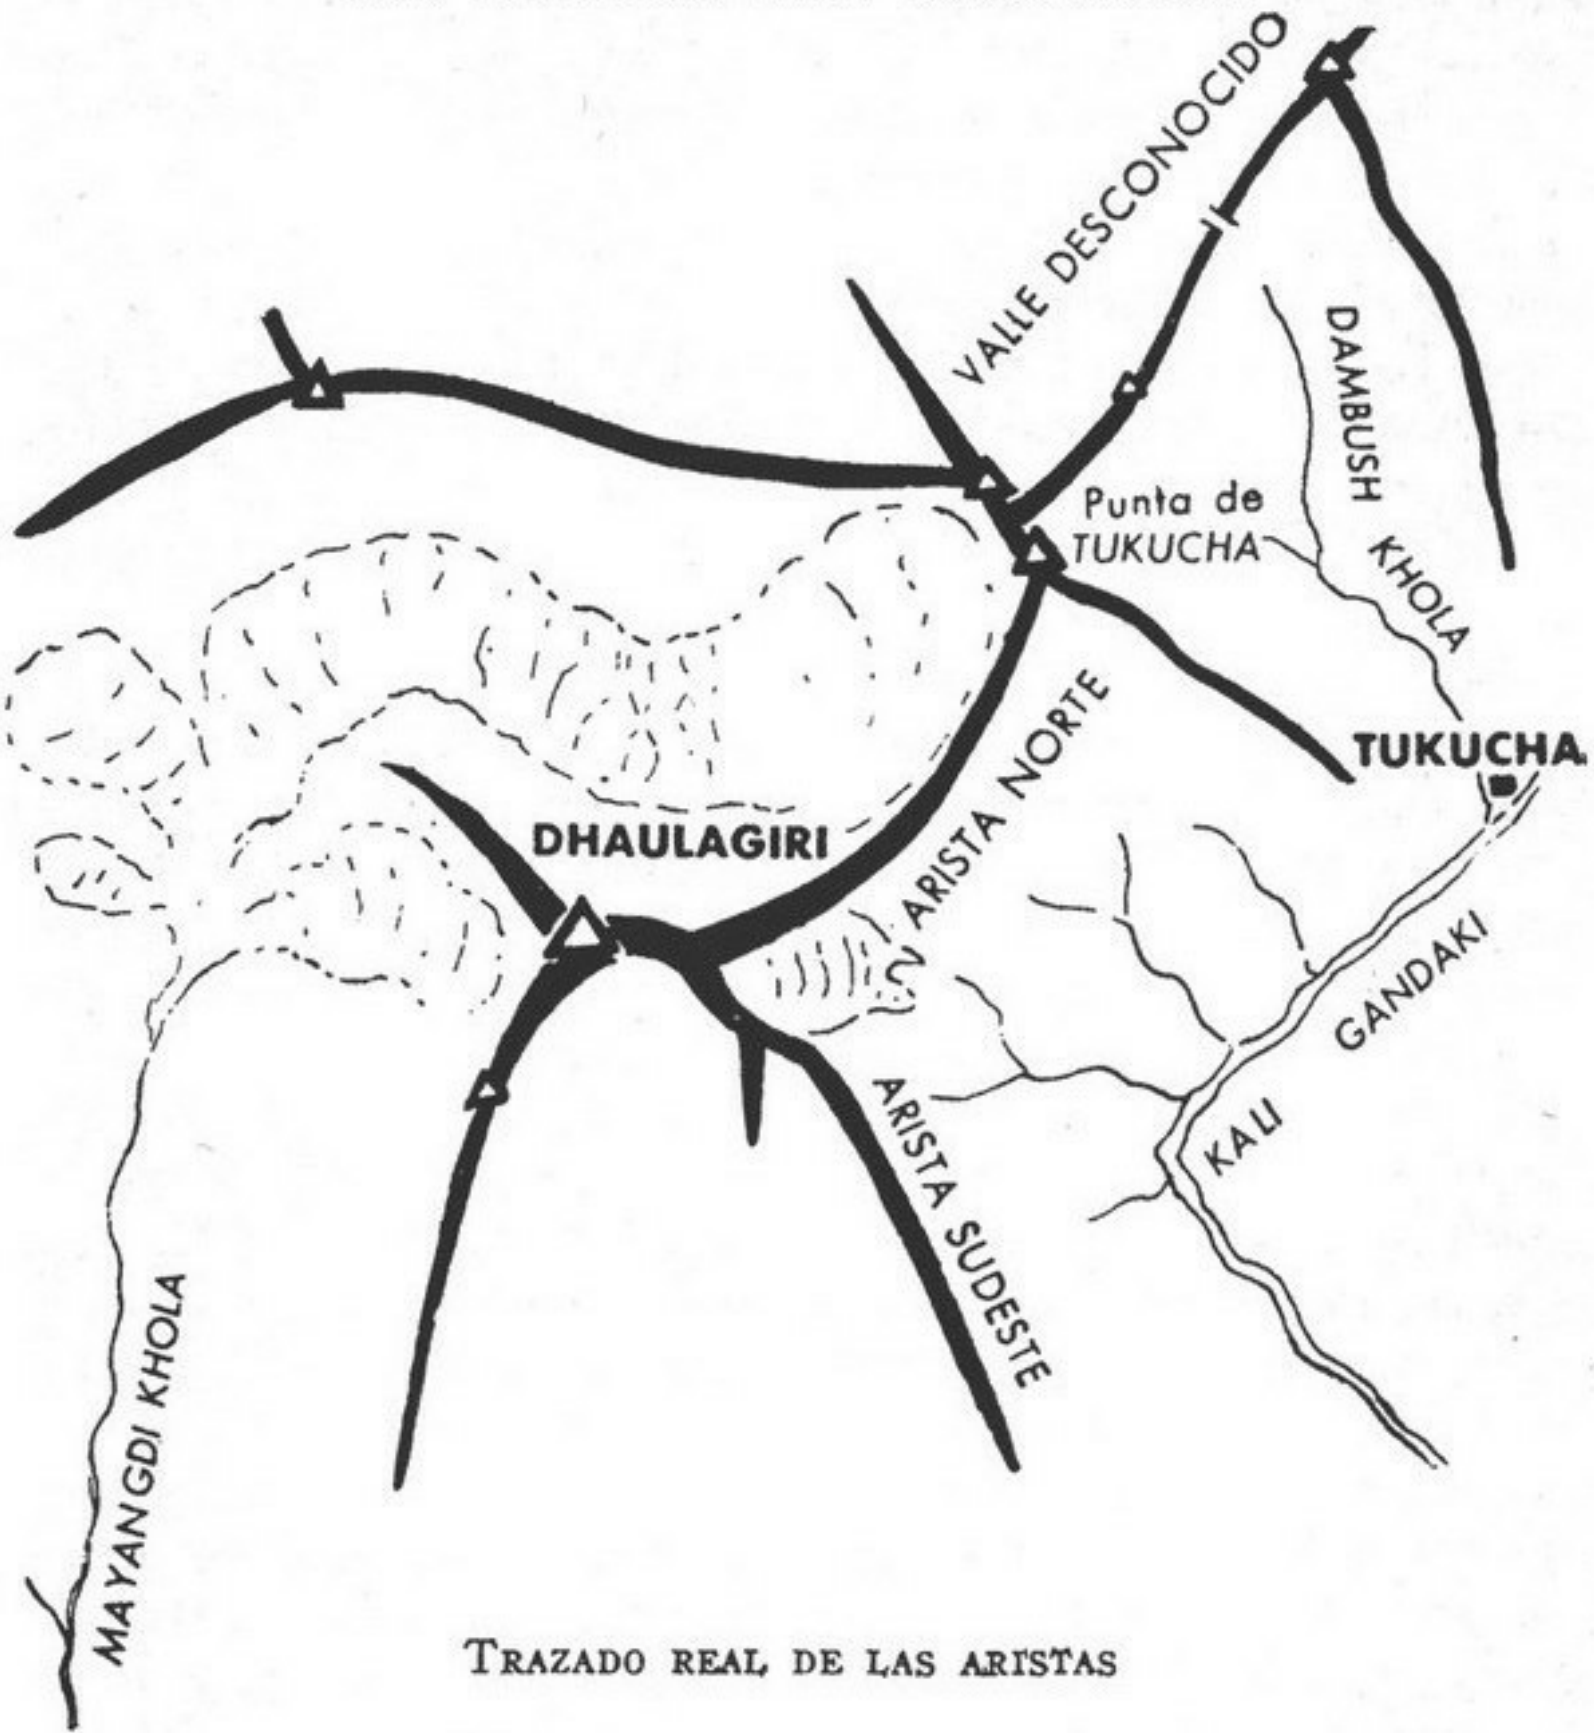 VALLE DESCONOCIDO
DAMBUSH KHOLA
Punta de
TUKUCHA
ARISTA NORTE
TUKUCHA.
DHAULAGIRI
GANDAKI
KALI
ARISTA SUDESTE
MAYANGDI KHOLA
TRAZADO REAL DE LAS ARISTAS